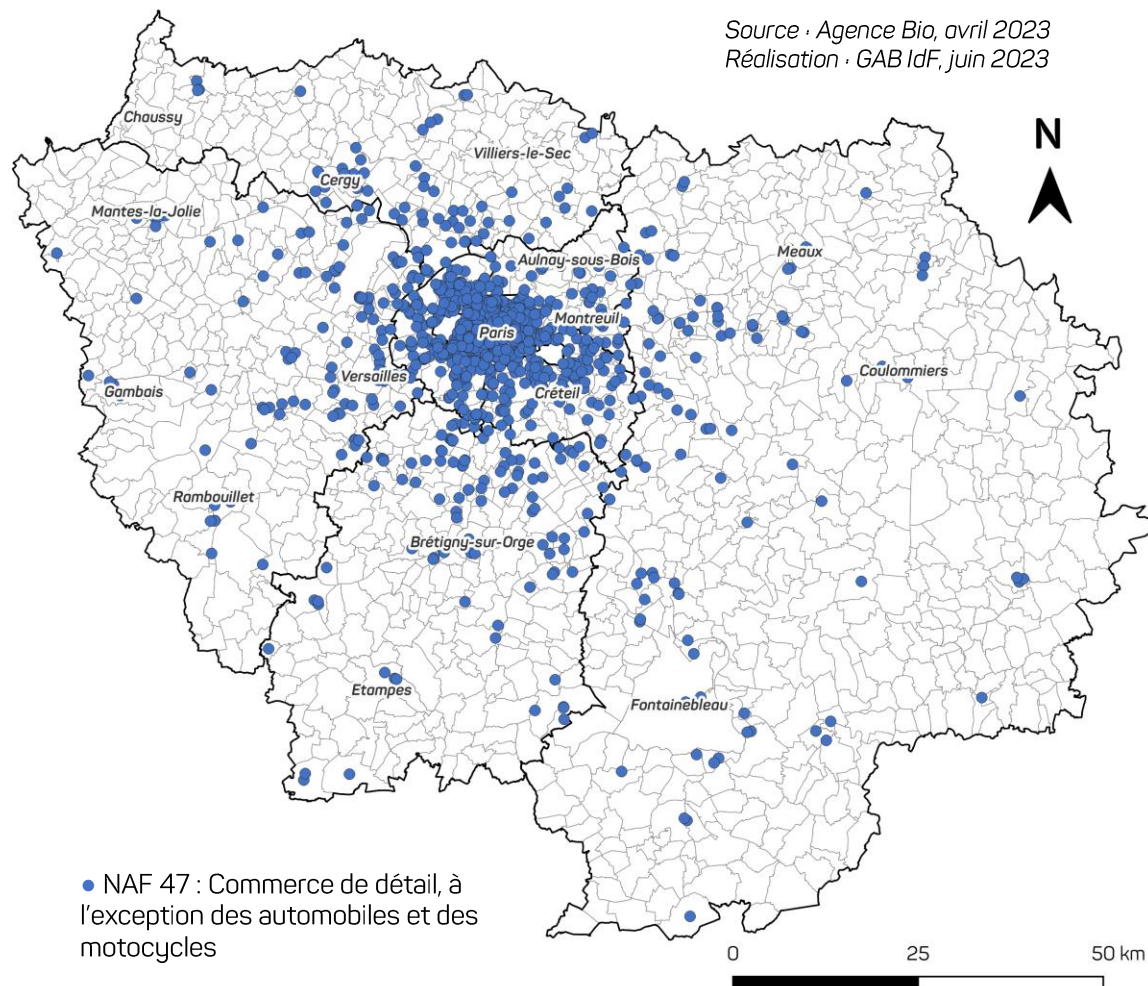 Source : Agence Bio, avril 2023
Réalisation : GAB IdF, juin 2023
N
Chaussy
Villiers-le-Sec
Cergy
Mantes-la-Jolie
Meaux
Aulnay-sous-Bois
Montreuil
Paris
Versailles
Coulommiers
Gambais
Créteil
Rambouillet
Brétigny-sur-Orge
Etampes
Fontainebleau
● NAF 47 : Commerce de détail, à
l'exception des automobiles et des
motocycles
0 25 50 km